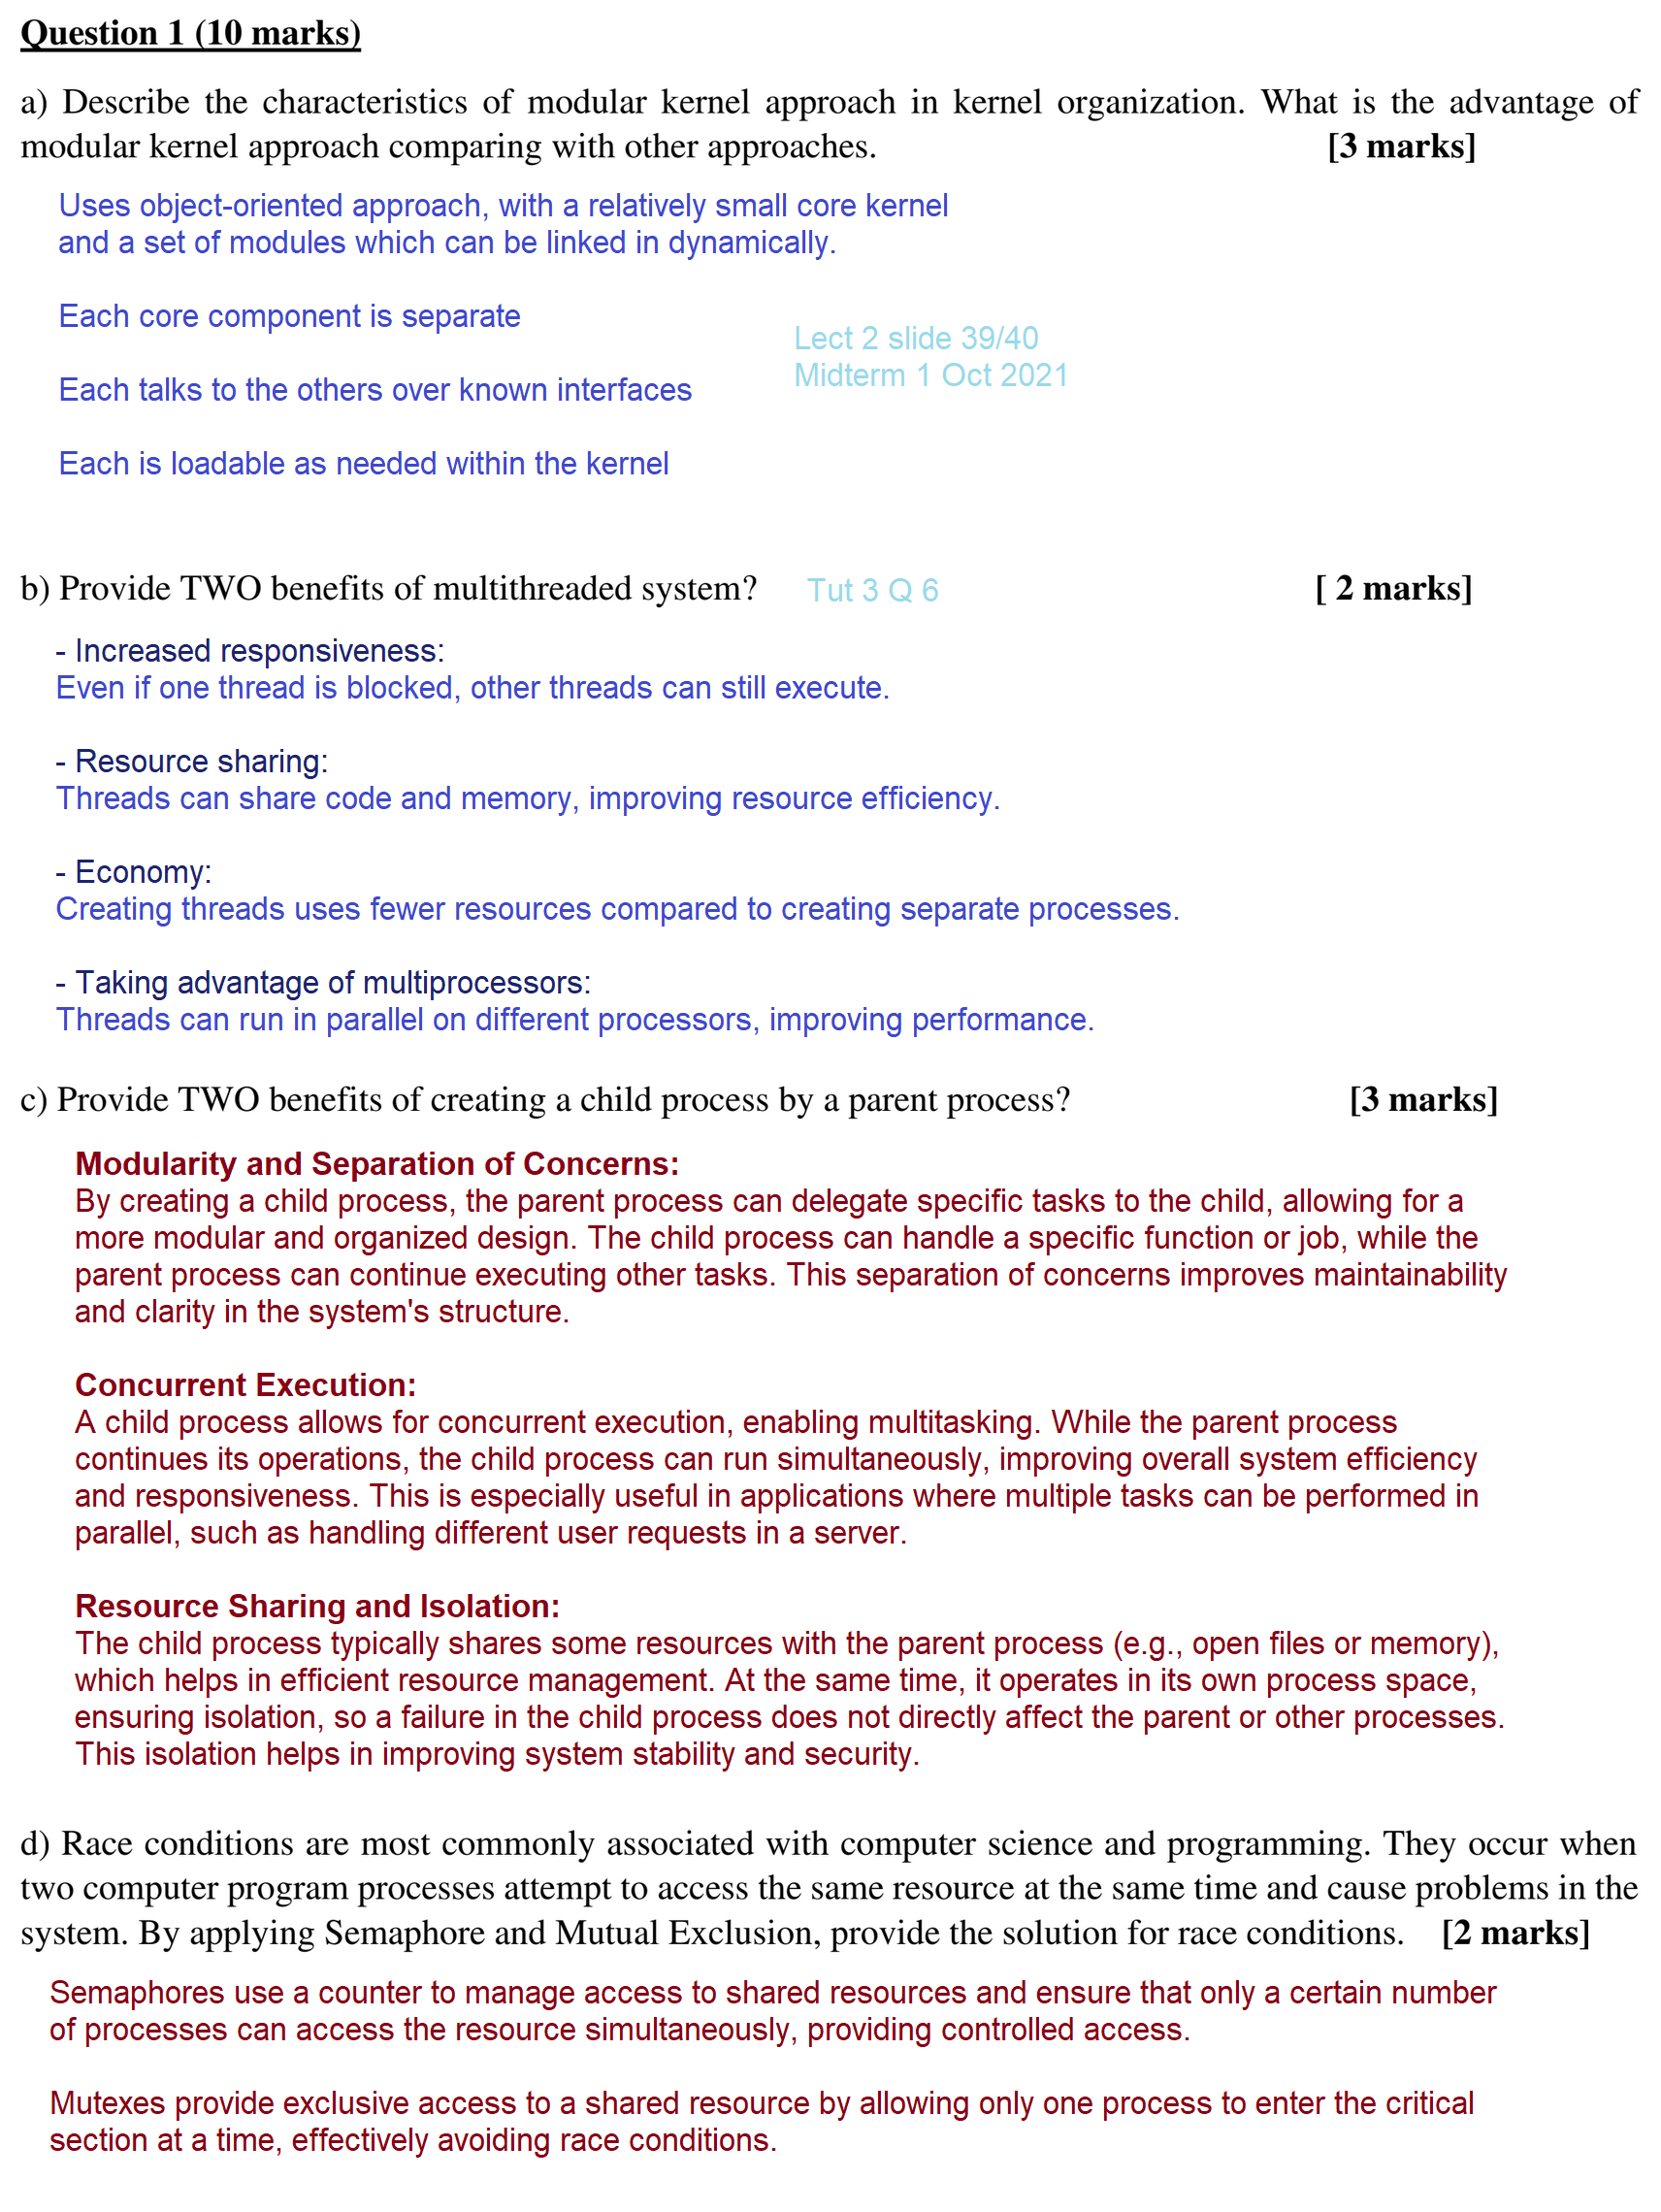 Question 1 (10 marks)
a) Describe the characteristics of modular kernel approach in kernel organization. What is the advantage of
modular kernel approach comparing with other approaches. [3 marks]
Uses object-oriented approach, with a relatively small core kernel
and a set of modules which can be linked in dynamically.
Each core component is separate
Lect 2 slide 39/40
Midterm 1 Oct 2021
Each talks to the others over known interfaces
Each is loadable as needed within the kernel
b) Provide TWO benefits of multithreaded system? Tut 3 Q 6 [ 2 marks]
- Increased responsiveness:
Even if one thread is blocked, other threads can still execute.
- Resource sharing:
Threads can share code and memory, improving resource efficiency.
- Economy:
Creating threads uses fewer resources compared to creating separate processes.
- Taking advantage of multiprocessors:
Threads can run in parallel on different processors, improving performance.
c) Provide TWO benefits of creating a child process by a parent process? [3 marks]
Modularity and Separation of Concerns:
By creating a child process, the parent process can delegate specific tasks to the child, allowing for a
more modular and organized design. The child process can handle a specific function or job, while the
parent process can continue executing other tasks. This separation of concerns improves maintainability
and clarity in the system's structure.
Concurrent Execution:
A child process allows for concurrent execution, enabling multitasking. While the parent process
continues its operations, the child process can run simultaneously, improving overall system efficiency
and responsiveness. This is especially useful in applications where multiple tasks can be performed in
parallel, such as handling different user requests in a server.
Resource Sharing and Isolation:
The child process typically shares some resources with the parent process (e.g., open files or memory),
which helps in efficient resource management. At the same time, it operates in its own process space,
ensuring isolation, so a failure in the child process does not directly affect the parent or other processes.
This isolation helps in improving system stability and security.
d) Race conditions are most commonly associated with computer science and programming. They occur when
two computer program processes attempt to access the same resource at the same time and cause problems in the
system. By applying Semaphore and Mutual Exclusion, provide the solution for race conditions. [2 marks]
Semaphores use a counter to manage access to shared resources and ensure that only a certain number
of processes can access the resource simultaneously, providing controlled access.
Mutexes provide exclusive access to a shared resource by allowing only one process to enter the critical
section at a time, effectively avoiding race conditions.